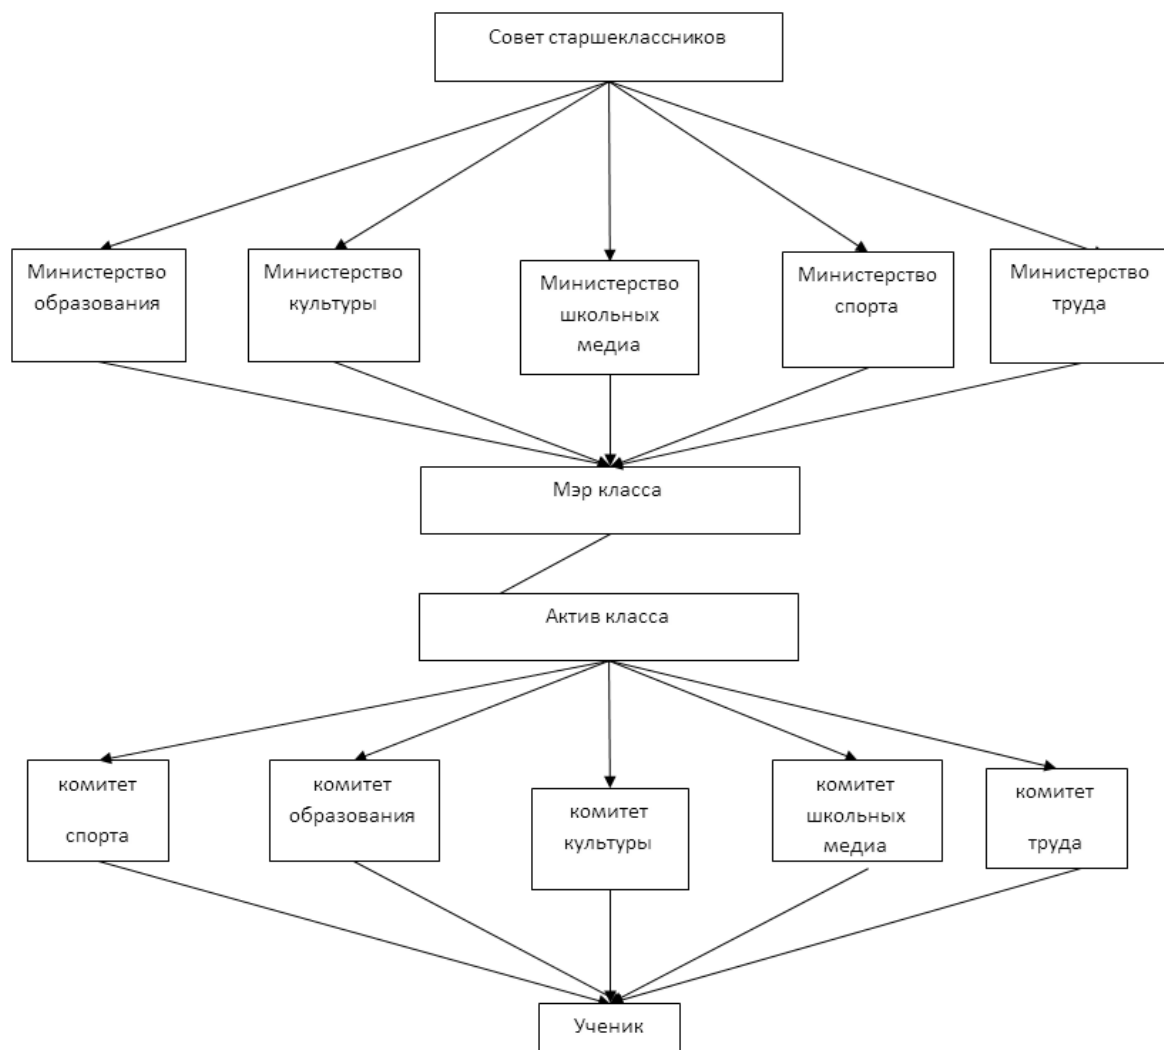 Совет старшеклассников
Министерство
образования
Министерство
культуры
Министерство
школьных
медиа
Министерство
спорта
Министерство
труда
Мэр класса
Актив класса
комитет
спорта
комитет
образования
комитет
культуры
комитет
школьных
медиа
комитет
труда
Ученик